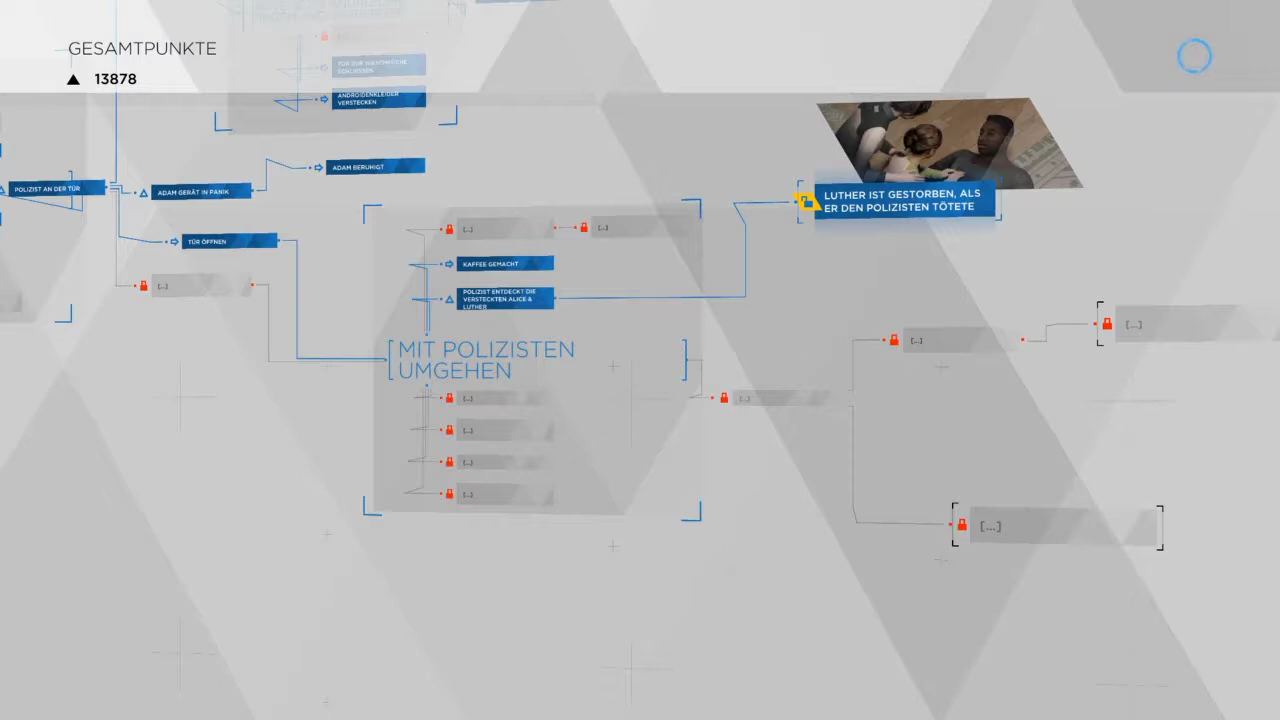 GESAMTPUNKTE
13878
TOR ZUR WASCHKÜCHE
SCHLIESSEN
ANDROIDENKLEIDER
VERSTECKEN
ADAM BERUHIGT
POLIZIST AN DER TÜR
ADAM GERÄT IN PANIK
LUTHER IST GESTORBEN, ALS
ER DEN POLIZISTEN TÖTETE
TÜR ÖFFNEN
[...]
[...]
KAFFEE GEMACHT
[...]
POLIZIST ENTDECKT DIE
VERSTECKTEN ALICE &
LUTHER
[...]
[...]
MIT POLIZISTEN
UMGEHEN
[...]
[...]
[...]
[...]
[...]
[...]